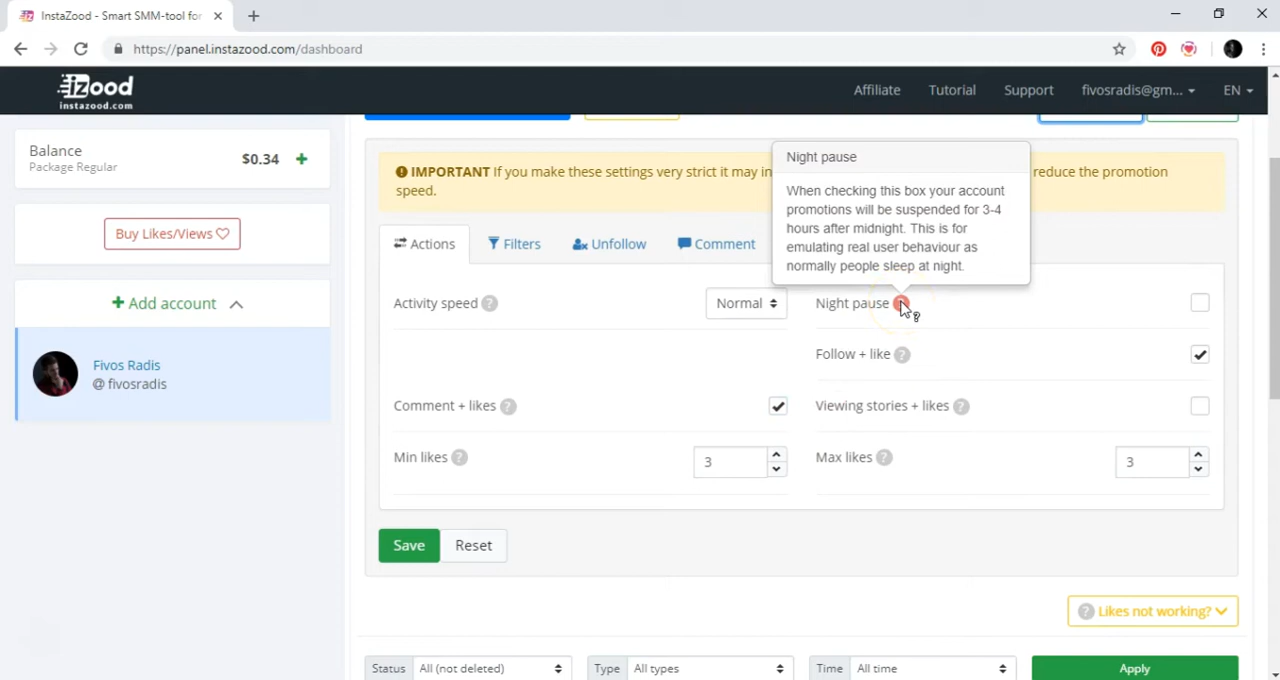 InstaZood - Smart SMM-tool for
https://panel.instazood.com/dashboard
iZood
instazood.com
Affiliate
Tutorial
Support
fivosradis@gm...
EN
Balance
Package Regular
$0.34
Buy Likes/Views
Add account
Fivos Radis
@ fivosradis
IMPORTANT If you make these settings very strict it may in
reduce the promotion
speed.
Night pause
When checking this box your account
promotions will be suspended for 3-4
hours after midnight. This is for
emulating real user behaviour as
normally people sleep at night.
Actions
Filters
Unfollow
Comment
Activity speed ?
Normal
Night pause
?
Follow + like ?
Comment + likes ?
Viewing stories + likes ?
Min likes ?
3
Max likes ?
3
Save
Reset
? Likes not working?
Status
All (not deleted)
Type
All types
Time
All time
Apply